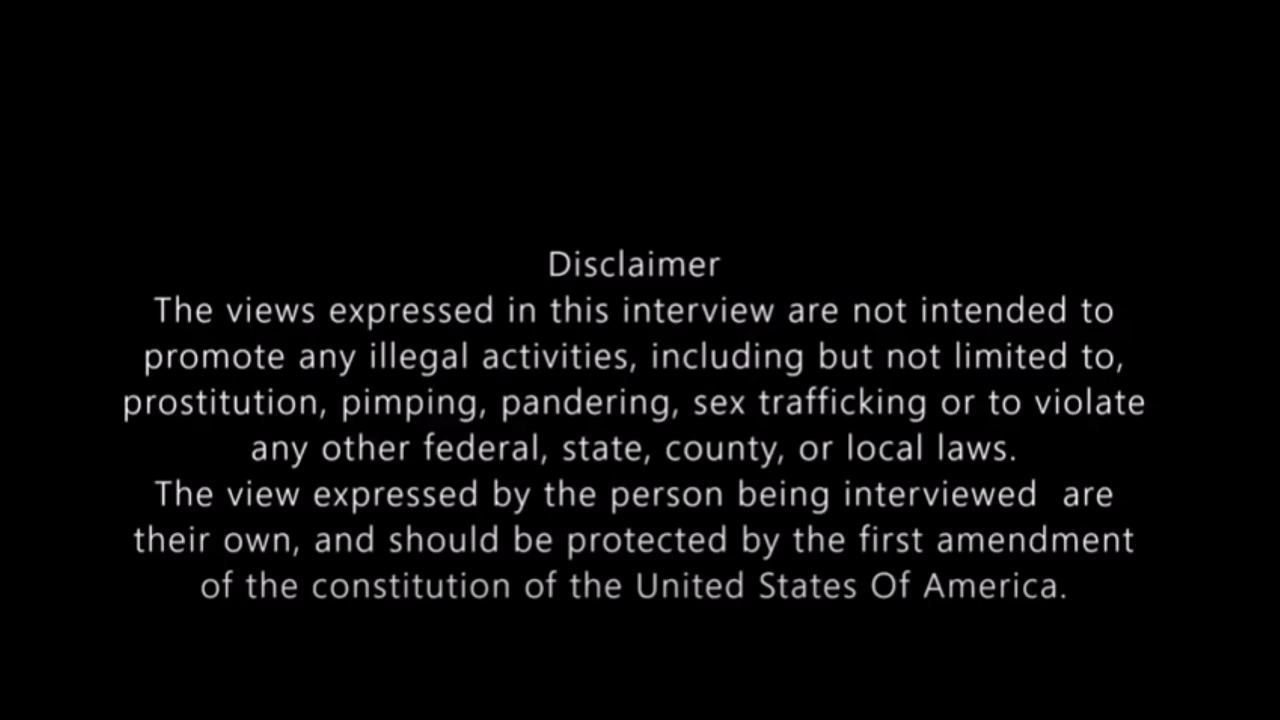 Disclaimer
The views expressed in this interview are not intended to
promote any illegal activities, including but not limited to,
prostitution, pimping, pandering, sex trafficking or to violate
any other federal, state, county, or local laws.
The view expressed by the person being interviewed  are
their own, and should be protected by the first amendment
of the constitution of the United States Of America.